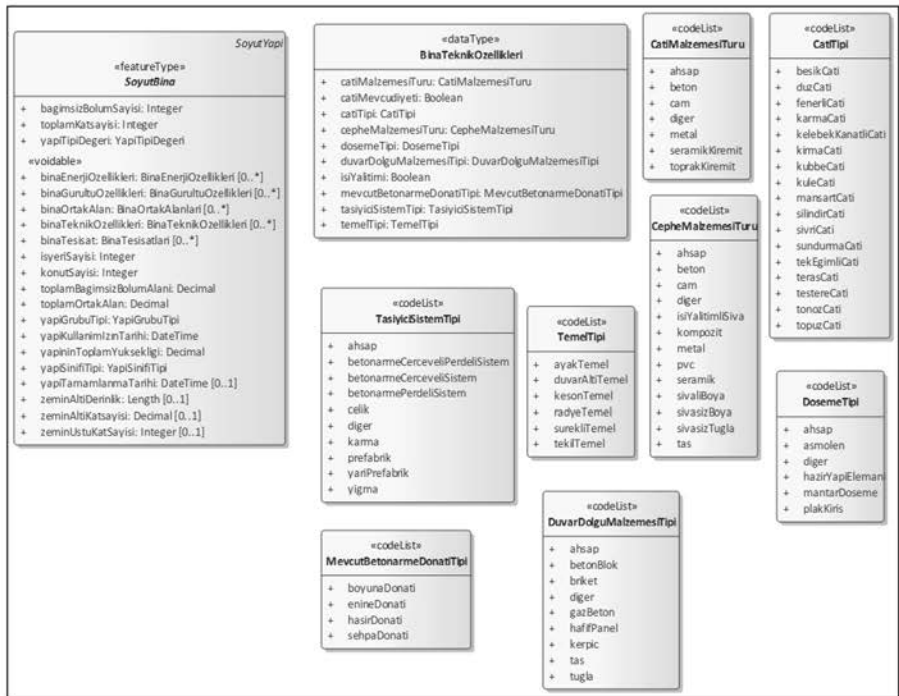 SoyutYapi
«featureType»
SoyutBina
+ bagimsizBolumSayisi: Integer
+ toplamKatsayisi: Integer
+ yapiTipiDegeri: YapiTipiDegeri
«voidable»
+ binaEnerjiOzellikleri: BinaEnerjiOzellikleri [0..*]
+ binaGurultuOzellikleri: BinaGurultuOzellikleri [0..*]
+ binaOrtakAlan: BinaOrtakAlanlari [0..*]
+ binaTeknikOzellikleri: BinaTeknikOzellikleri [0..*]
+ binaTesisat: BinaTesisatlari [0..*]
+ isyeriSayisi: Integer
+ konutSayisi: Integer
+ toplamBagimsizBolumAlani: Decimal
+ toplamOrtakAlan: Decimal
+ yapiGrubuTipi: YapiGrubuTipi
+ yapiKullanimIzinTarihi: DateTime
+ yapininToplamYuksekligi: Decimal
+ yapiSinifiTipi: YapiSinifiTipi
+ yapiTamamlanmaTarihi: DateTime [0..1]
+ zeminAltiDerinlik: Length [0..1]
+ zeminAltiKatsayisi: Decimal [0..1]
+ zeminUstuKatSayisi: Integer [0..1]
«dataType»
BinaTeknikOzellikleri
+ catiMalzemesiTuru: CatiMalzemesiTuru
+ catiMevcudiyeti: Boolean
+ catiTipi: CatiTipi
+ cepheMalzemesiTuru: CepheMalzemesiTuru
+ dosemeTipi: DosemeTipi
+ duvarDolguMalzemesiTipi: DuvarDolguMalzemesiTipi
+ isiYalitimi: Boolean
+ mevcutBetonarmeDonatiTipi: MevcutBetonarmeDonatiTipi
+ tasiyiciSistemTipi: TasiyiciSistemTipi
+ temelTipi: TemelTipi
«codeList»
CatiMalzemesiTuru
+ ahsap
+ beton
+ cam
+ diger
+ metal
+ seramikKiremit
+ toprakKiremit
«codeList»
CatiTipi
+ besikCati
+ duzCati
+ fenerliCati
+ karmaCati
+ kelebekKanatliCati
+ kirmaCati
+ kubbeCati
+ kuleCati
+ mansartCati
+ silindirCati
+ sivriCati
+ sundurmaCati
+ tekEgimliCati
+ terasCati
+ testereCati
+ tonozCati
+ topuzCati
«codeList»
CepheMalzemesiTuru
+ ahsap
+ beton
+ cam
+ diger
+ isiYalitimliSiva
+ kompozit
+ metal
+ pvc
+ seramik
+ sivaliBoya
+ sivasizBoya
+ sivasizTugla
+ tas
«codeList»
TasiyiciSistemTipi
+ ahsap
+ betonarmeCerceveliPerdeliSistem
+ betonarmeCerceveliSistem
+ betonarmePerdeliSistem
+ celik
+ diger
+ karma
+ prefabrik
+ yariPrefabrik
+ yigma
«codeList»
TemelTipi
+ ayakTemel
+ duvarAltiTemel
+ kesonTemel
+ radyeTemel
+ surekliTemel
+ tekilTemel
«codeList»
DosemeTipi
+ ahsap
+ asmolen
+ diger
+ hazirYapiElemani
+ mantarDoseme
+ plakKiris
«codeList»
DuvarDolguMalzemesiTipi
+ ahsap
+ betonBlok
+ briket
+ diger
+ gazBeton
+ hafifPanel
+ kerpic
+ tas
+ tugla
«codeList»
MevcutBetonarmeDonatiTipi
+ boyunaDonati
+ enineDonati
+ hasirDonati
+ sehpaDonati